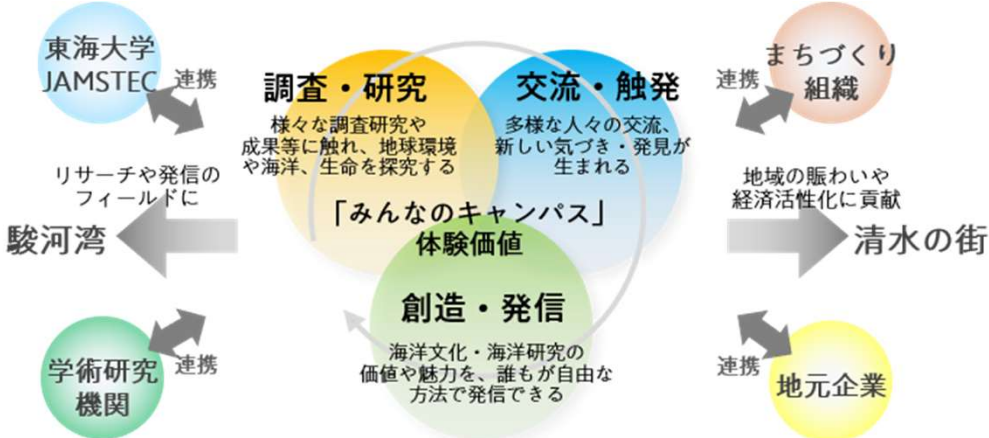 東海大学
JAMSTEC
連携
リサーチや発信の
フィールドに
駿河湾
学術研究
機関
連携
調査・研究
様々な調査研究や
成果等に触れ、地球環境
や海洋、生命を探究する
交流・触発
多様な人々の交流、
新しい気づき・発見が
生まれる
「みんなのキャンパス」
体験価値
創造・発信
海洋文化・海洋研究の
価値や魅力を、誰もが自由な
方法で発信できる
まちづくり
組織
連携
地域の賑わいや
経済活性化に貢献
清水の街
連携
地元企業